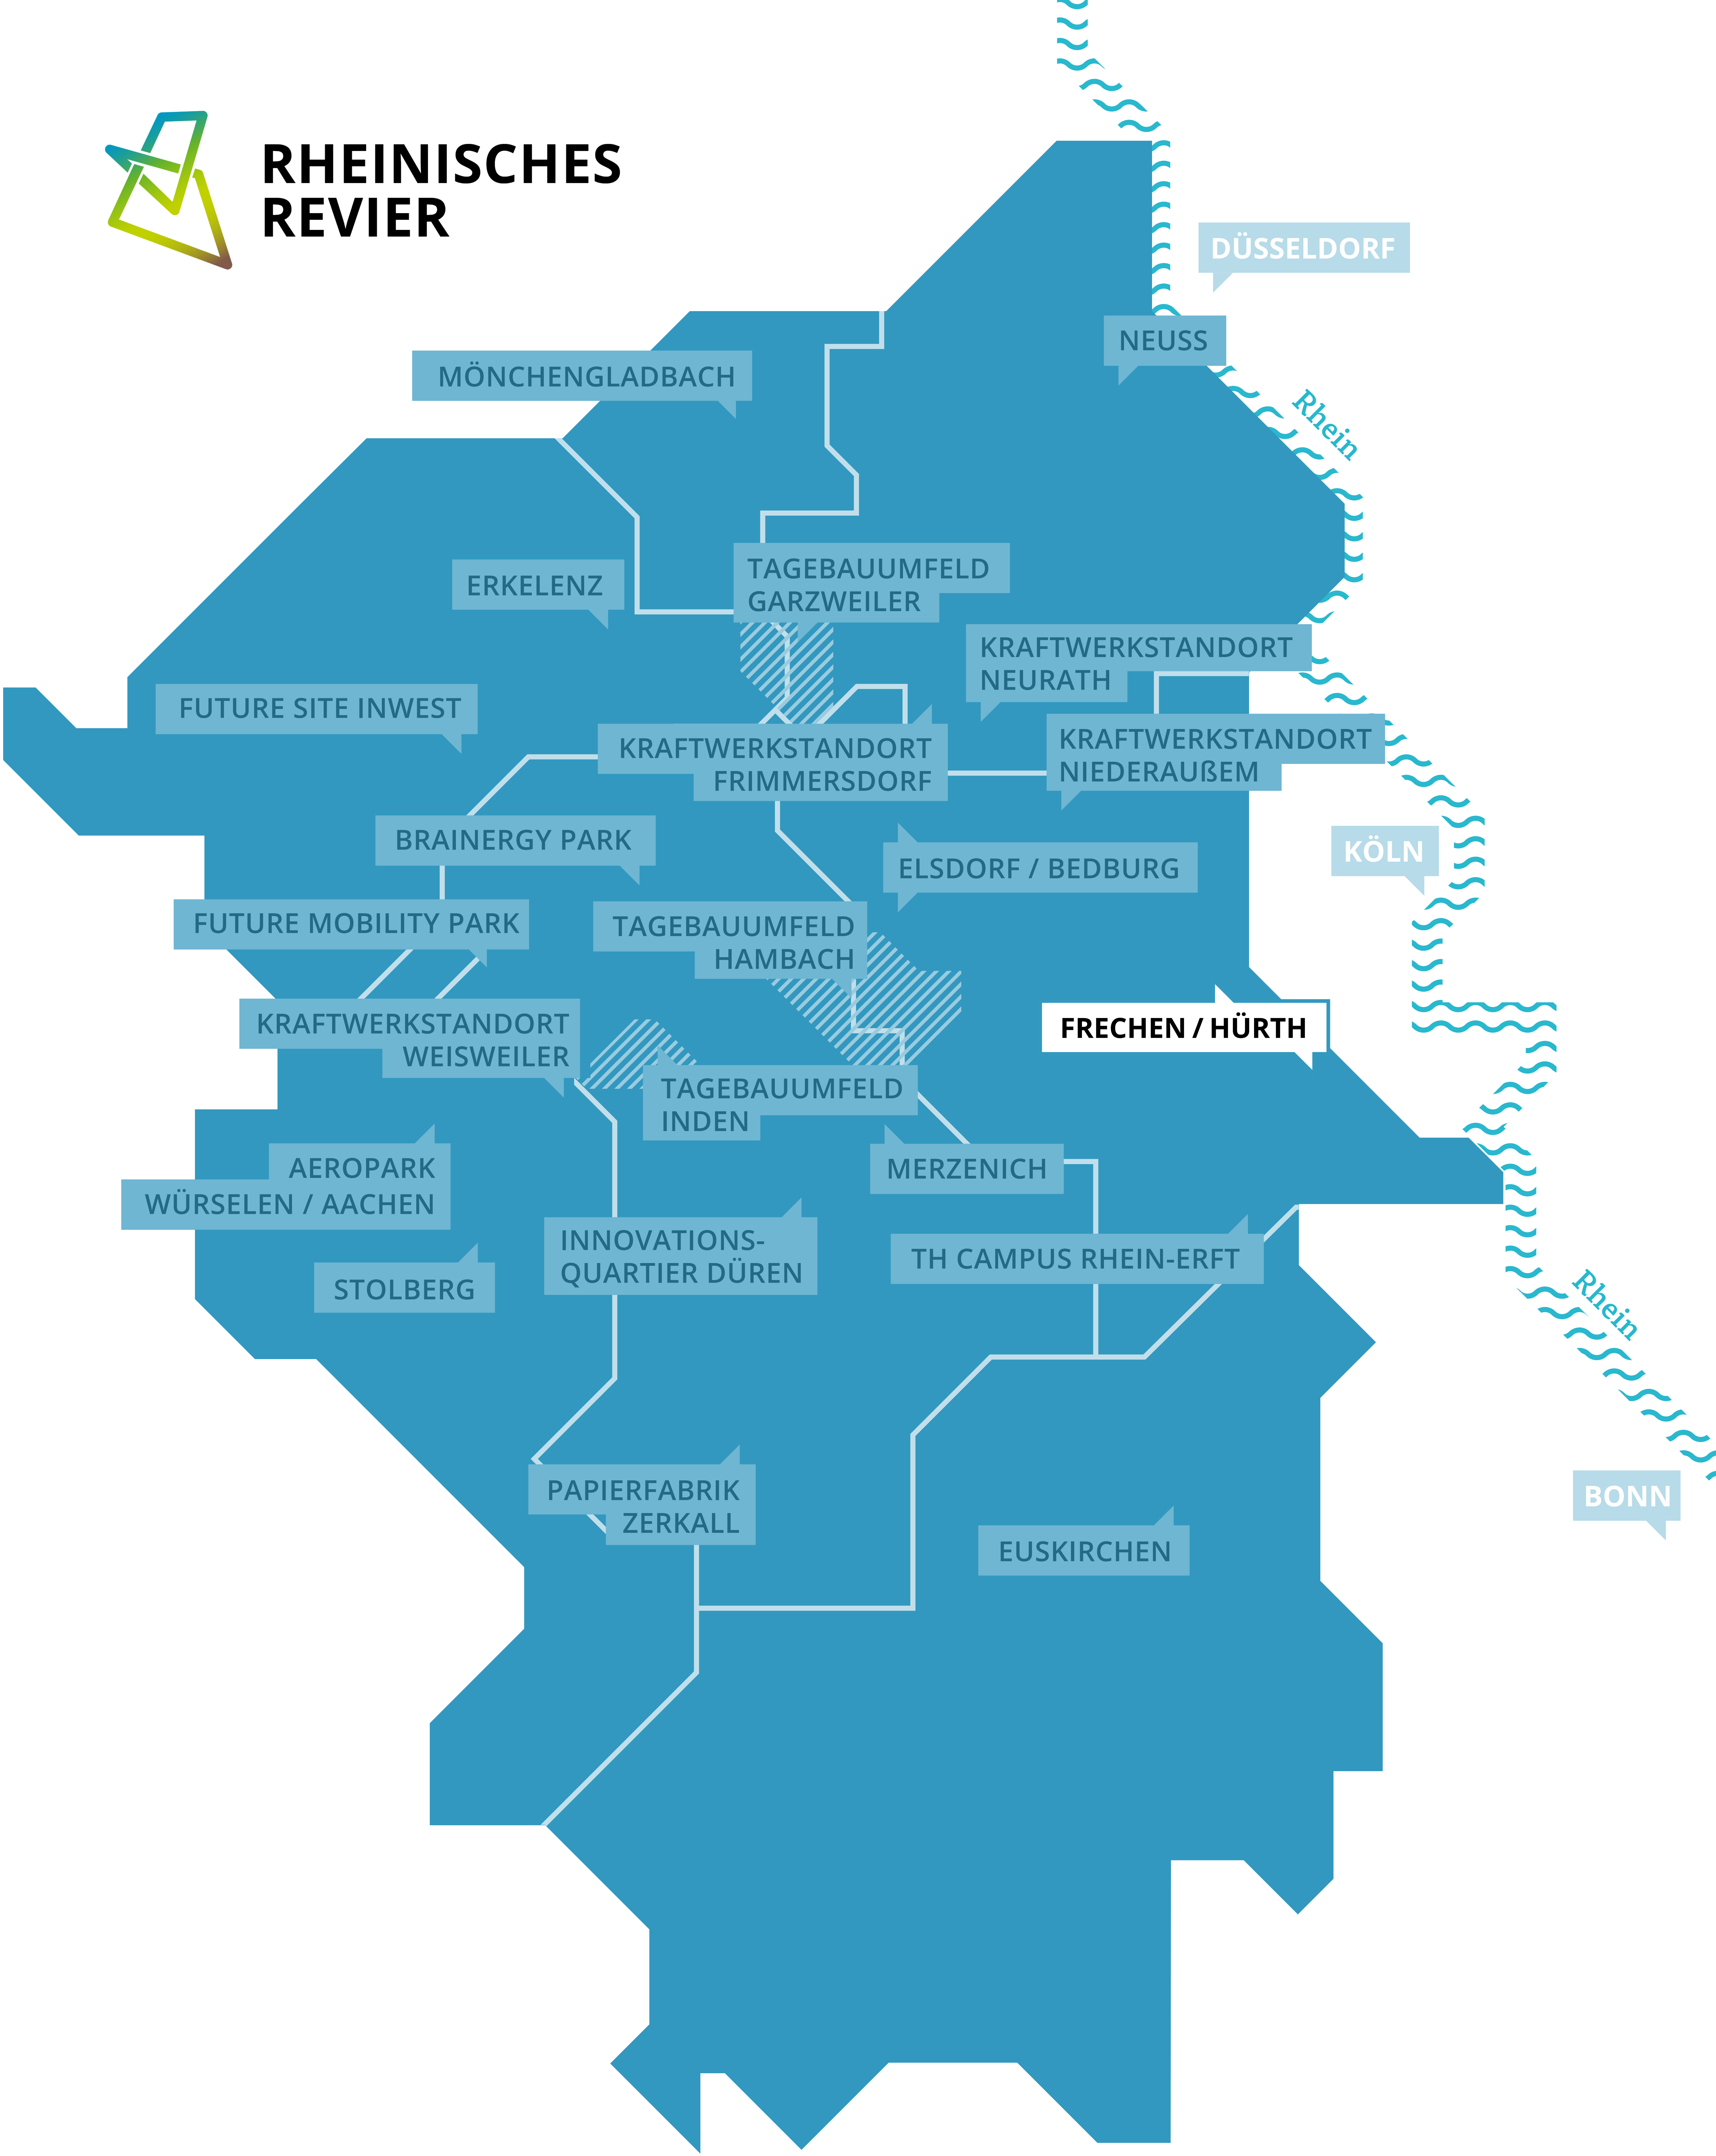 RHEINISCHES
REVIER
DÜSSELDORF
NEUSS
MÖNCHENGLADBACH
Rhein
ERKELENZ
TAGEBAUUMFELD
GARZWEILER
KRAFTWERKSTANDORT
NEURATH
FUTURE SITE INWEST
KRAFTWERKSTANDORT
FRIMMERSDORF
KRAFTWERKSTANDORT
NIEDERAUßEM
BRAINERGY PARK
ELSDORF / BEDBURG
KÖLN
FUTURE MOBILITY PARK
TAGEBAUUMFELD
HAMBACH
KRAFTWERKSTANDORT
WEISWEILER
FRECHEN / HÜRTH
TAGEBAUUMFELD
INDEN
AEROPARK
WÜRSELEN / AACHEN
MERZENICH
INNOVATIONS-
QUARTIER DÜREN
TH CAMPUS RHEIN-ERFT
STOLBERG
Rhein
PAPIERFABRIK
ZERKALL
BONN
EUSKIRCHEN